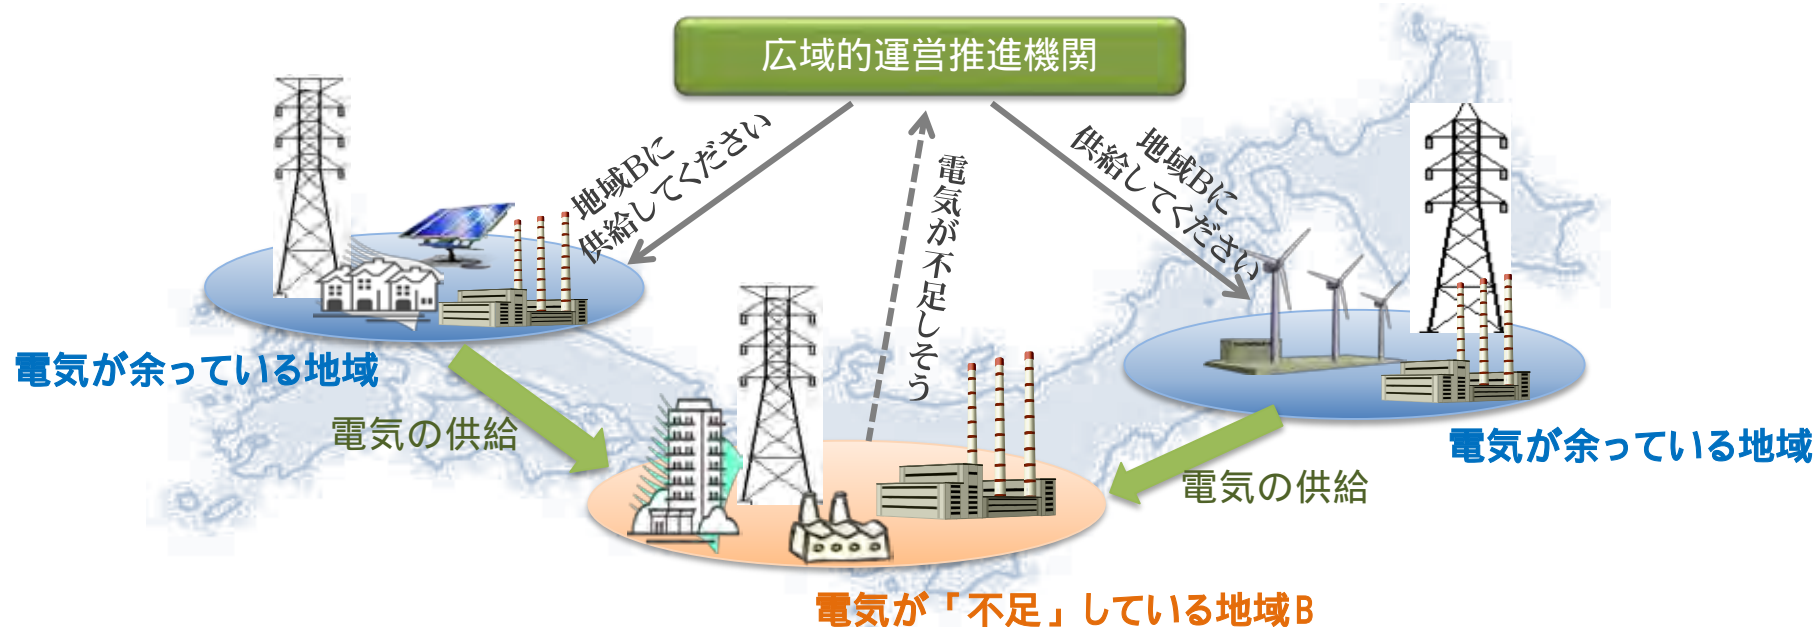 広域的運営推進機関
地域Bに
供給してください
電気が不足しそう
地域Bに
供給してください
電気が余っている地域
電気の供給
電気が余っている地域
電気の供給
電気が「不足」している地域B